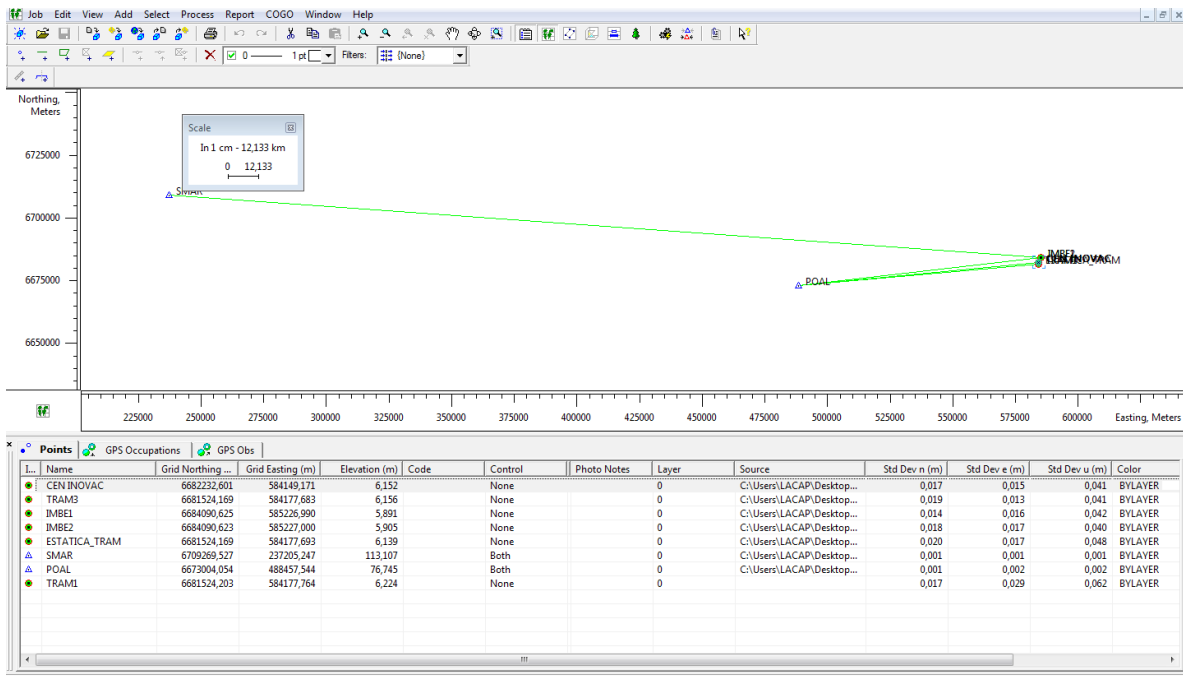 Job Edit View Add Select Process Report COGO Window Help
0 1 pt Filters: {None}
Northing, Meters
6725000
6700000
6675000
6650000
Scale
In 1 cm - 12,133 km
0 12,133
SMAR
POAL
IMBE2
CEN INOVAC
225000 250000 275000 300000 325000 350000 375000 400000 425000 450000 475000 500000 525000 550000 575000 600000 Easting, Meters
Points GPS Occupations GPS Obs
I... Name Grid Northing ... Grid Easting (m) Elevation (m) Code Control Photo Notes Layer Source Std Dev n (m) Std Dev e (m) Std Dev u (m) Color
CEN INOVAC 6682232,601 584149,171 6,152 None 0 C:\Users\LACAP\Desktop... 0,017 0,015 0,041 BYLAYER
TRAM3 6681524,169 584177,683 6,156 None 0 C:\Users\LACAP\Desktop... 0,019 0,013 0,041 BYLAYER
IMBE1 6684090,625 585226,990 5,891 None 0 C:\Users\LACAP\Desktop... 0,014 0,016 0,042 BYLAYER
IMBE2 6684090,623 585227,000 5,905 None 0 C:\Users\LACAP\Desktop... 0,018 0,017 0,040 BYLAYER
ESTATICA_TRAM 6681524,169 584177,693 6,139 None 0 C:\Users\LACAP\Desktop... 0,020 0,017 0,048 BYLAYER
SMAR 6709269,527 237205,247 113,107 Both 0 C:\Users\LACAP\Desktop... 0,001 0,001 0,001 BYLAYER
POAL 6673004,054 488457,544 76,745 Both 0 C:\Users\LACAP\Desktop... 0,001 0,002 0,002 BYLAYER
TRAM1 6681524,203 584177,764 6,224 None 0 0,017 0,029 0,062 BYLAYER